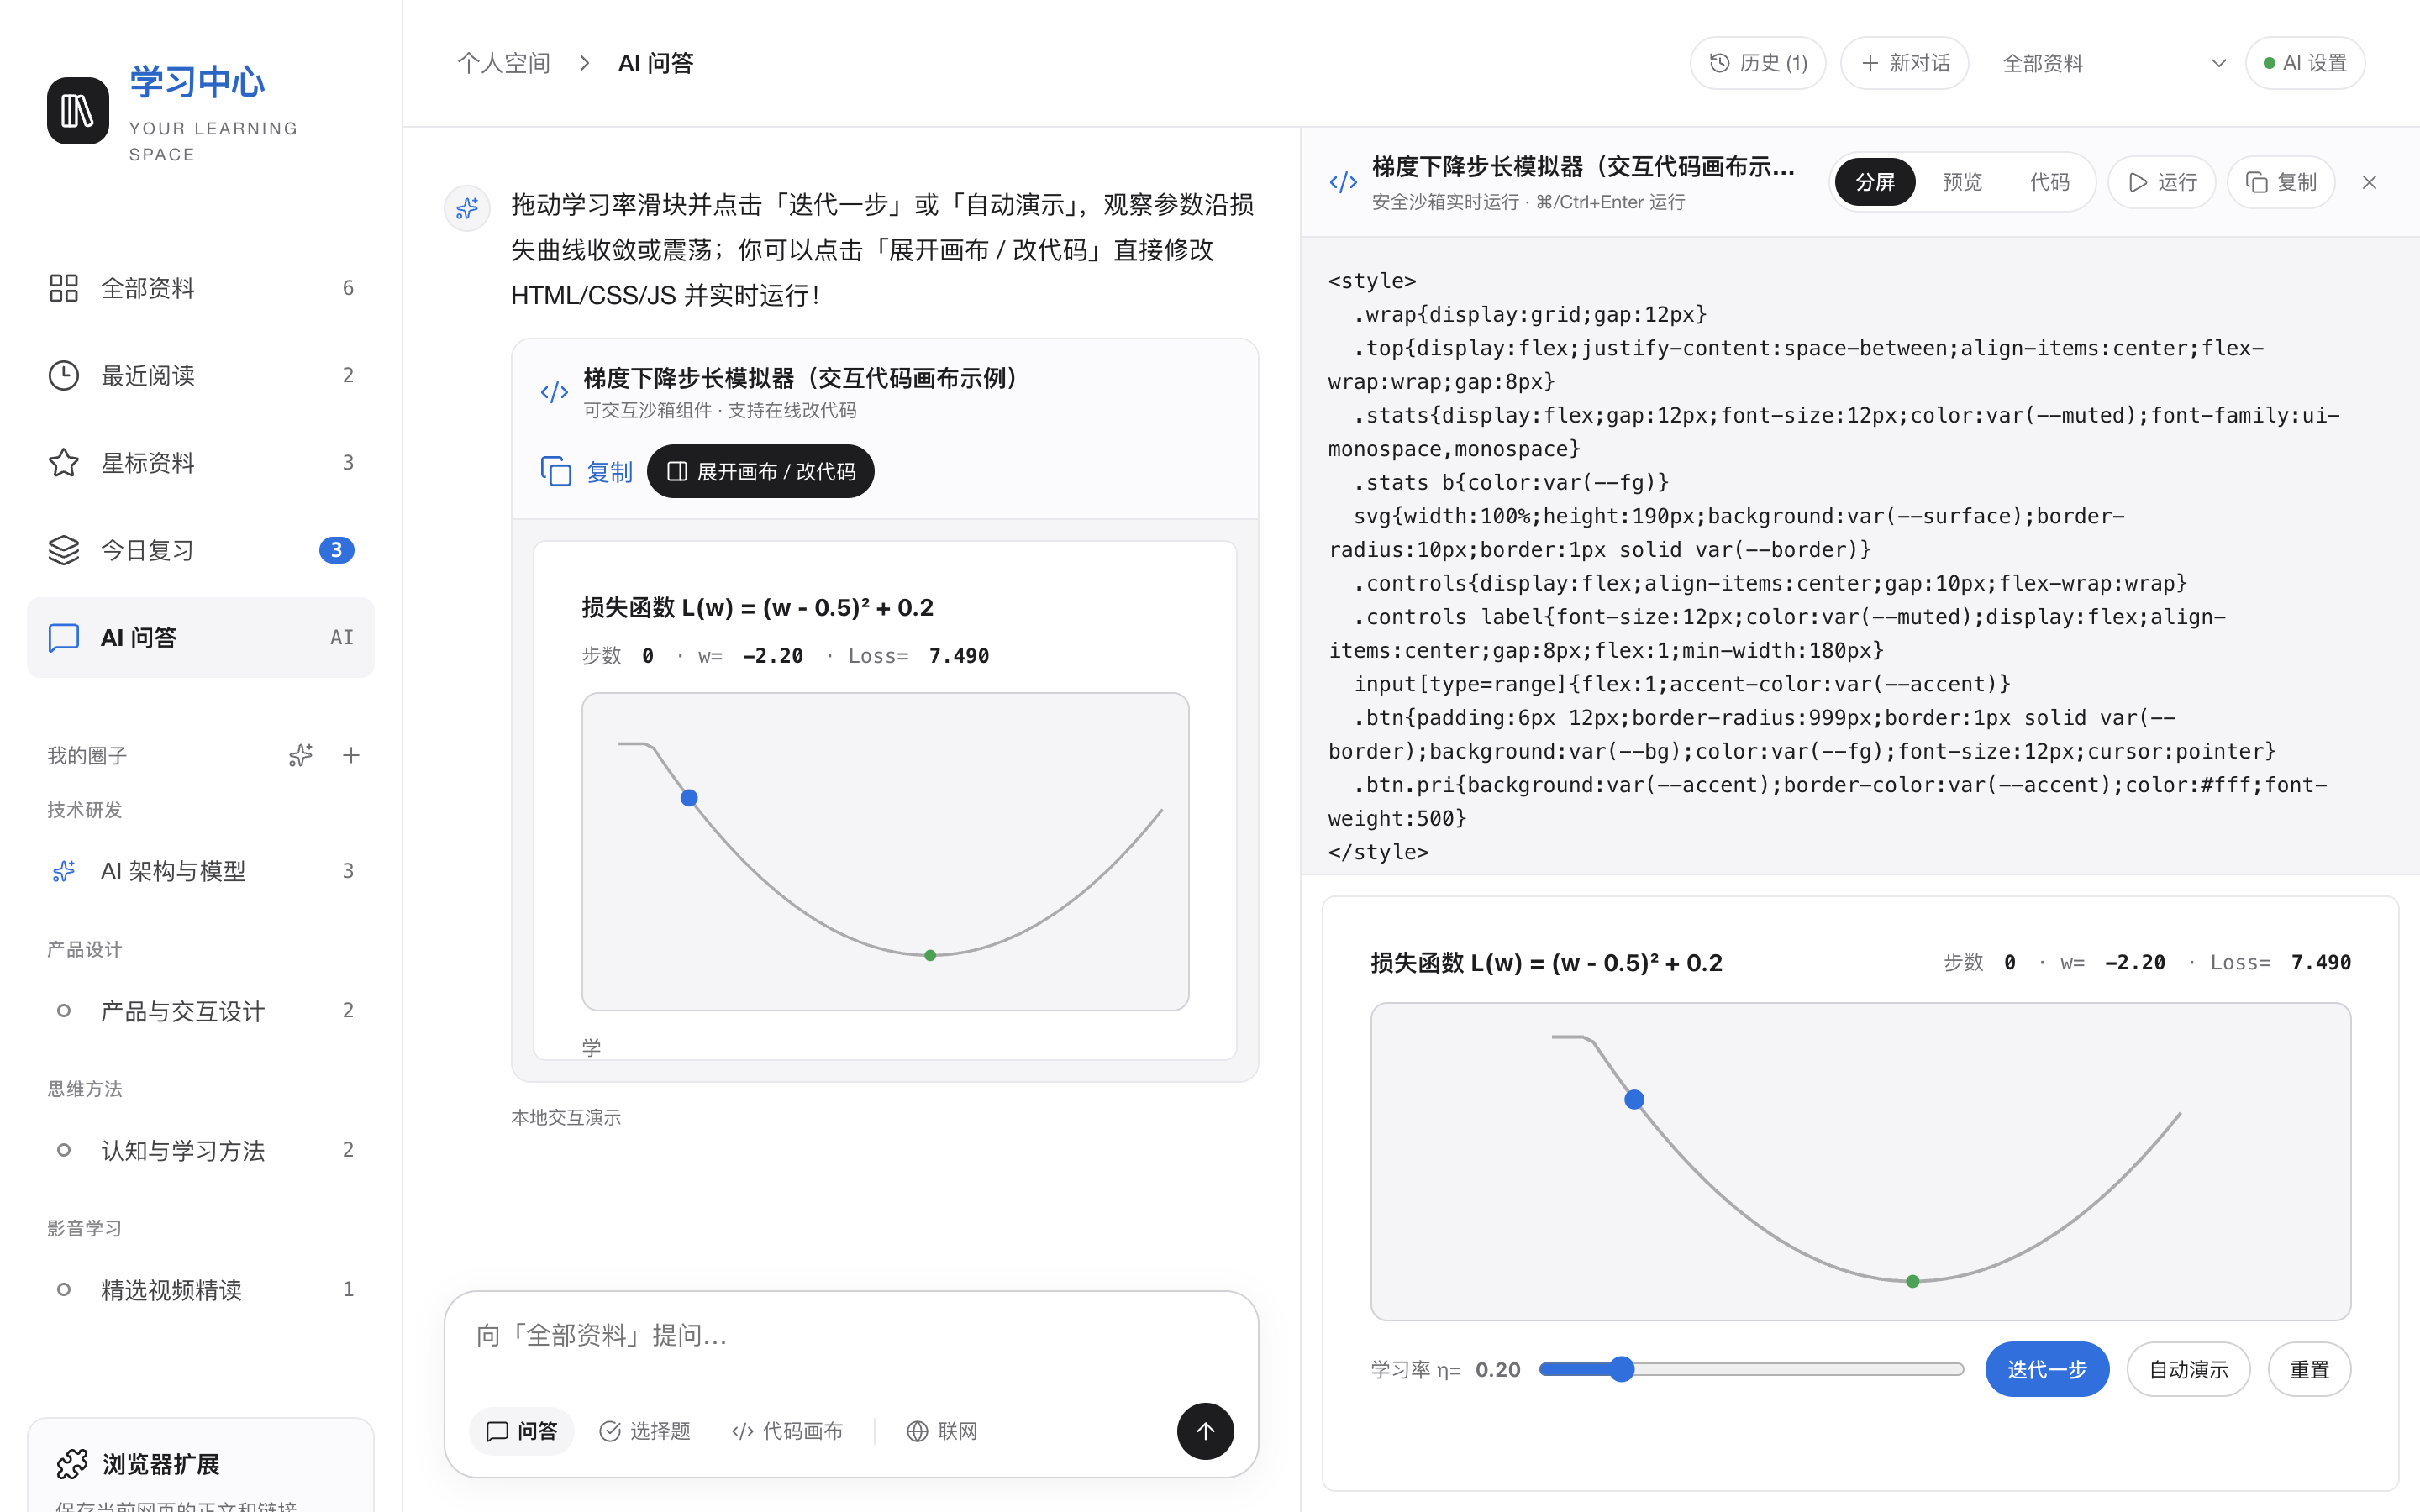 学习中心
YOUR LEARNING
SPACE
全部资料 6
最近阅读 2
星标资料 3
今日复习 3
AI 问答 AI
我的圈子
技术研发
AI 架构与模型 3
产品设计
产品与交互设计 2
思维方法
认知与学习方法 2
影音学习
精选视频精读 1
浏览器扩展
保存当前网页的正文和链接
个人空间 > AI 问答
历史 (1)
新对话
全部资料
AI 设置
拖动学习率滑块并点击「迭代一步」或「自动演示」，观察参数沿损
失曲线收敛或震荡；你可以点击「展开画布 / 改代码」直接修改
HTML/CSS/JS 并实时运行！
梯度下降步长模拟器（交互代码画布示例）
可交互沙箱组件 · 支持在线改代码
复制
展开画布 / 改代码
损失函数 L(w) = (w - 0.5)² + 0.2
步数 0 · w= -2.20 · Loss= 7.490
学
本地交互演示
向「全部资料」提问...
问答
选择题
代码画布
联网
梯度下降步长模拟器（交互代码画布示...
安全沙箱实时运行 · ⌘/Ctrl+Enter 运行
分屏
预览
代码
运行
复制
<style>
  .wrap{display:grid;gap:12px}
  .top{display:flex;justify-content:space-between;align-items:center;flex-
wrap:wrap;gap:8px}
  .stats{display:flex;gap:12px;font-size:12px;color:var(--muted);font-family:ui-
monospace,monospace}
  .stats b{color:var(--fg)}
  svg{width:100%;height:190px;background:var(--surface);border-
radius:10px;border:1px solid var(--border)}
  .controls{display:flex;align-items:center;gap:10px;flex-wrap:wrap}
  .controls label{font-size:12px;color:var(--muted);display:flex;align-
items:center;gap:8px;flex:1;min-width:180px}
  input[type=range]{flex:1;accent-color:var(--accent)}
  .btn{padding:6px 12px;border-radius:999px;border:1px solid var(--
border);background:var(--bg);color:var(--fg);font-size:12px;cursor:pointer}
  .btn.pri{background:var(--accent);border-color:var(--accent);color:#fff;font-
weight:500}
</style>
损失函数 L(w) = (w - 0.5)² + 0.2
步数 0 · w= -2.20 · Loss= 7.490
学习率 η= 0.20
迭代一步
自动演示
重置